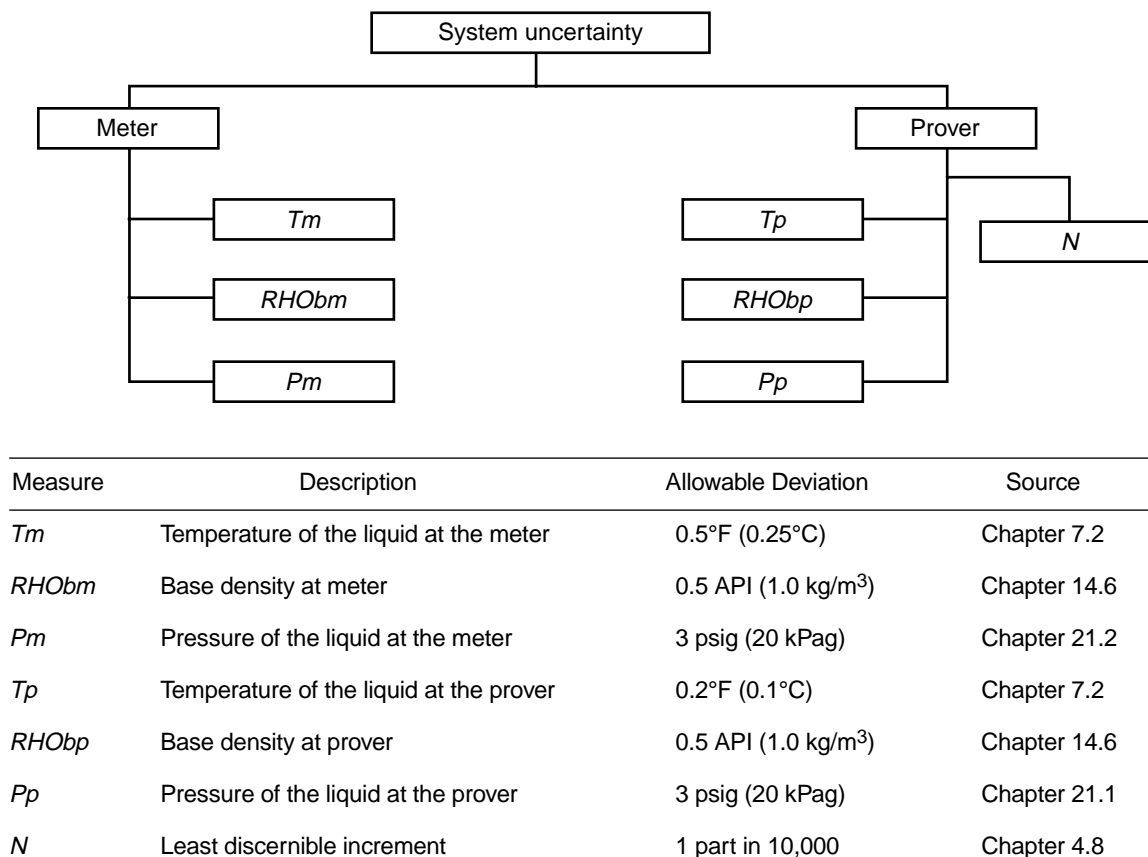 System uncertainty
Meter
Prover
Tm
Tp
N
RHObm
RHObp
Pm
Pp
Measure Description Allowable Deviation Source
Tm Temperature of the liquid at the meter 0.5°F (0.25°C) Chapter 7.2
RHObm Base density at meter 0.5 API (1.0 kg/m³) Chapter 14.6
Pm Pressure of the liquid at the meter 3 psig (20 kPag) Chapter 21.2
Tp Temperature of the liquid at the prover 0.2°F (0.1°C) Chapter 7.2
RHObp Base density at prover 0.5 API (1.0 kg/m³) Chapter 14.6
Pp Pressure of the liquid at the prover 3 psig (20 kPag) Chapter 21.1
N Least discernible increment 1 part in 10,000 Chapter 4.8